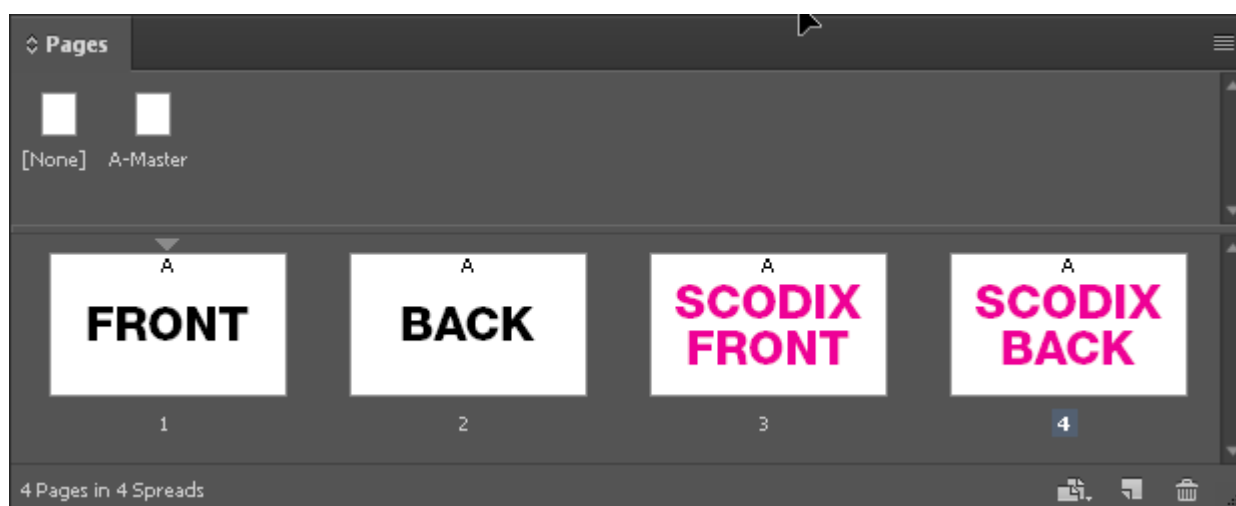 Pages
[None] A-Master
A A A A
FRONT BACK SCODIX FRONT SCODIX BACK
1 2 3 4
4 Pages in 4 Spreads